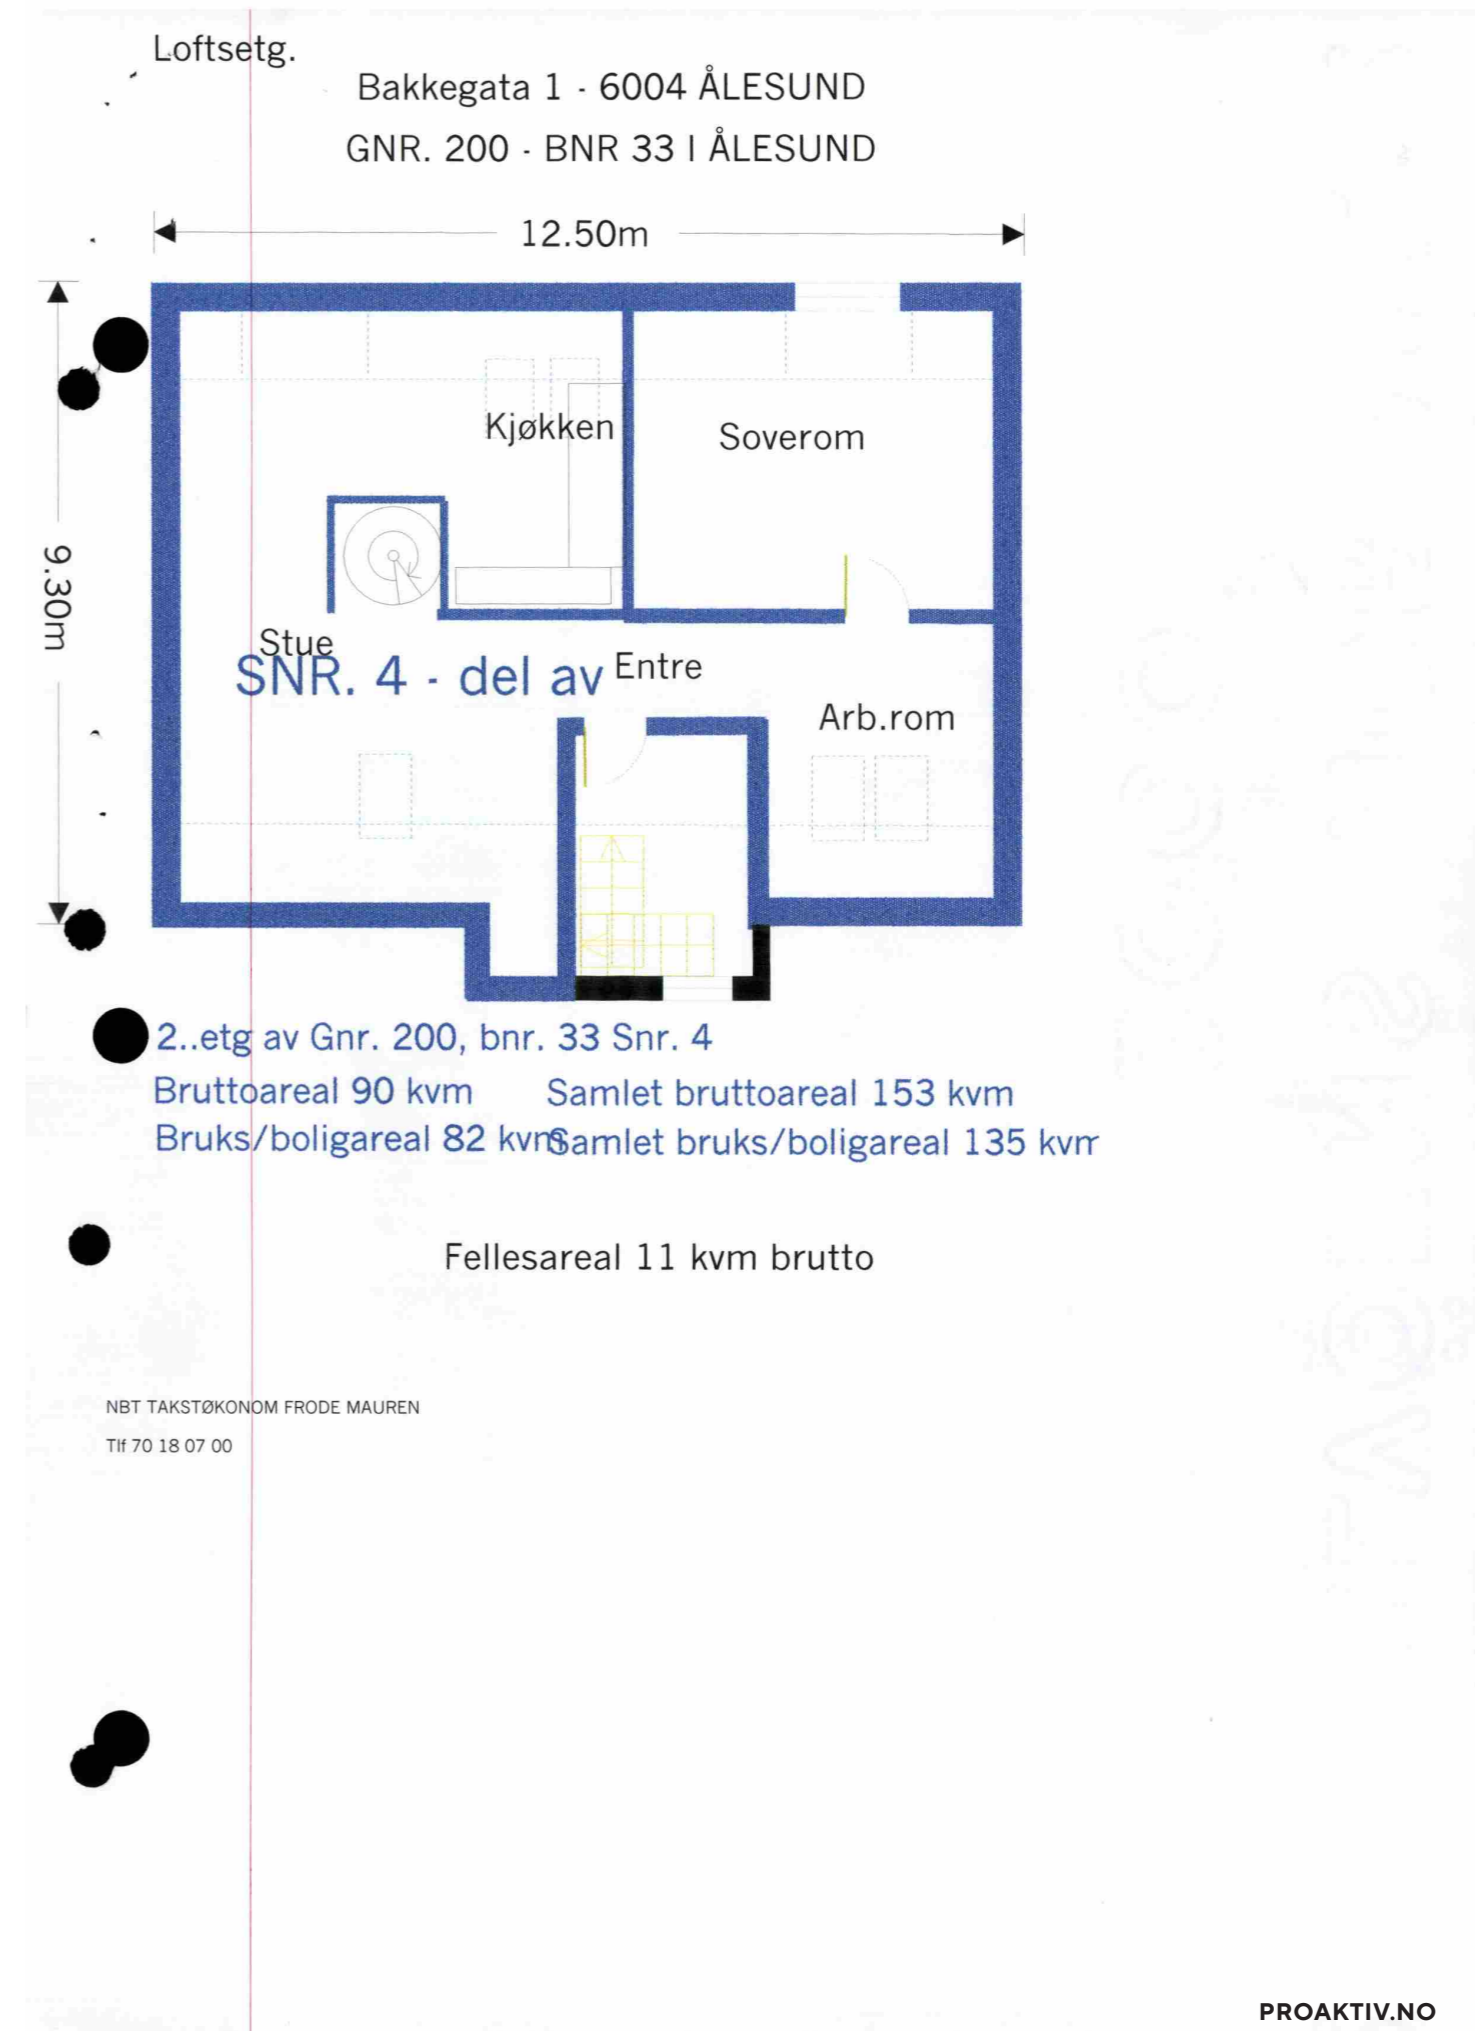 Loftsetg.
Bakkegata 1 - 6004 ÅLESUND
GNR. 200 - BNR 33 I ÅLESUND
12.50m
9.30m
Kjøkken
Soverom
Stue
SNR. 4 - del av
Entre
Arb.rom
2..etg av Gnr. 200, bnr. 33 Snr. 4
Bruttoareal 90 kvm Samlet bruttoareal 153 kvm
Bruks/boligareal 82 kvm Samlet bruks/boligareal 135 kvm
Fellesareal 11 kvm brutto
NBT TAKSTØKONOM FRODE MAUREN
Tlf 70 18 07 00
PROAKTIV.NO